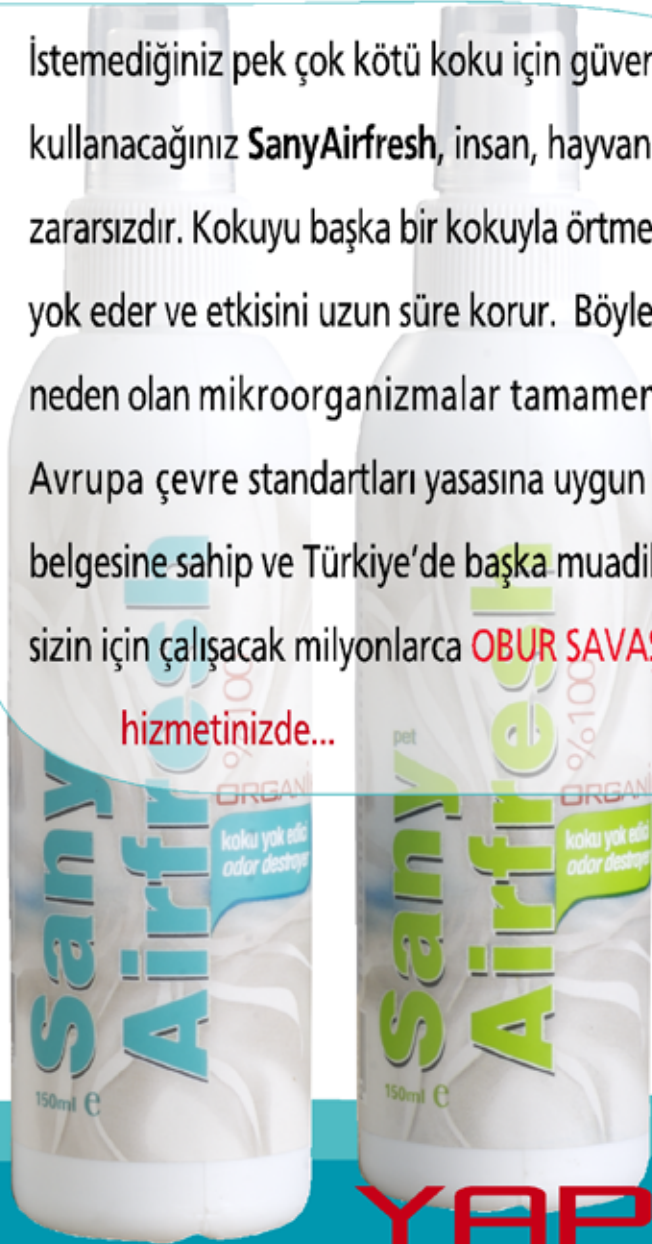 İstemediğiniz pek çok kötü koku için güver
kullanacağınız SanyAirfresh, insan, hayvan
zararsızdır. Kokuyu başka bir kokuyla örtme
yok eder ve etkisini uzun süre korur. Böyle
neden olan mikroorganizmalar tamamen
Avrupa çevre standartları yasasına uygun
belgesine sahip ve Türkiye'de başka muadil
sizin için çalışacak milyonlarca OBUR SAVAŞ
hizmetinizde...
Sany
Airfresh
%100
ORGANİ
koku yok edici
odor destroyer
150ml e
pet
Sany
Airfresh
%100
ORGANİ
koku yok edici
odor destroyer
150ml e
YAP